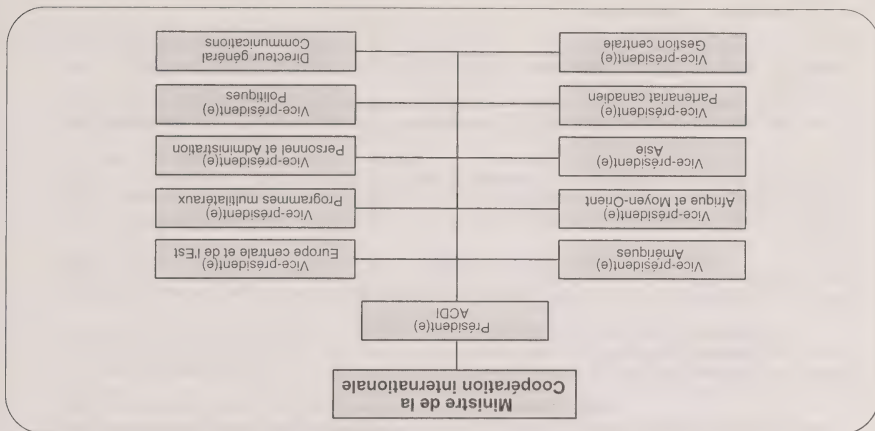 Ministre de la
Coopération internationale
Président(e)
ACDI
Vice-président(e)
Amériques
Vice-président(e)
Europe centrale et de l'Est
Vice-président(e)
Afrique et Moyen-Orient
Vice-président(e)
Programmes multilatéraux
Vice-président(e)
Asie
Vice-président(e)
Personnel et Administration
Vice-président(e)
Partenariat canadien
Vice-président(e)
Politiques
Vice-président(e)
Gestion centrale
Directeur général
Communications